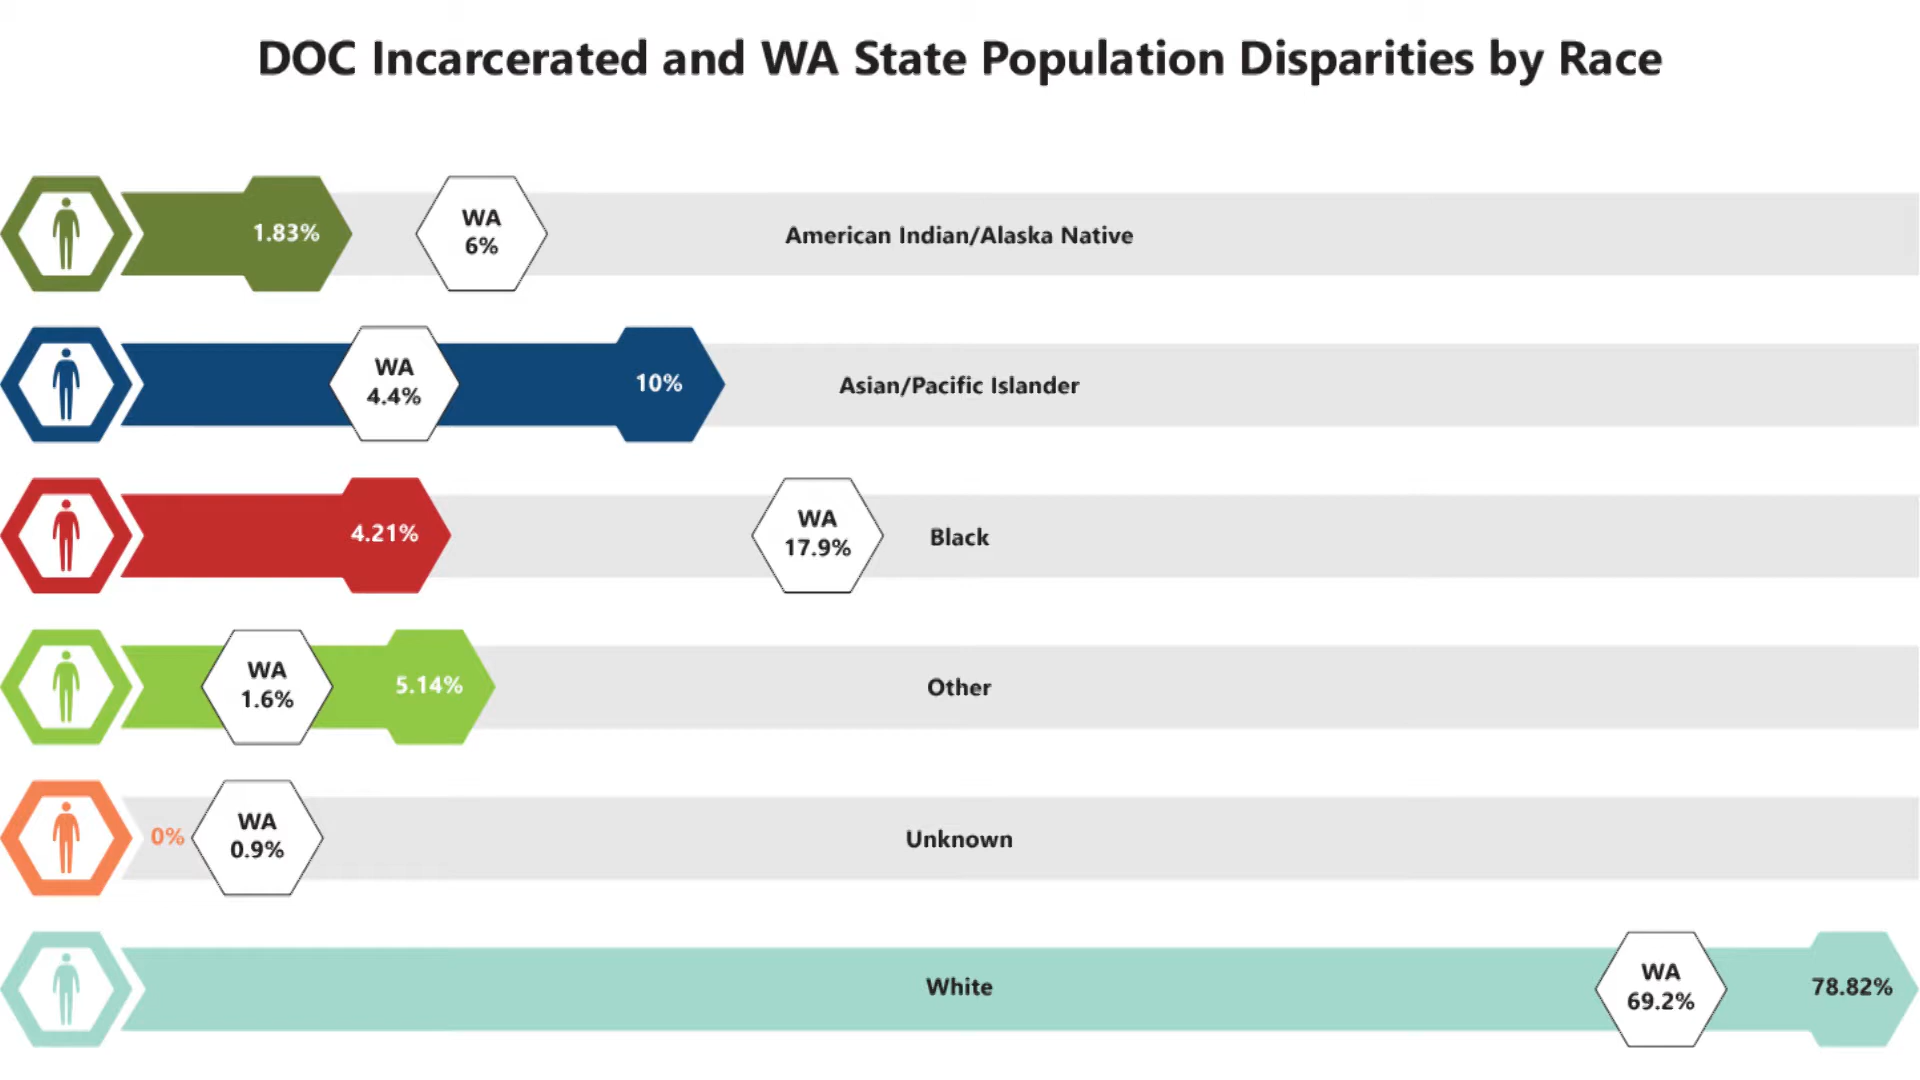 DOC Incarcerated and WA State Population Disparities by Race
1.83%
WA
6%
American Indian/Alaska Native
WA
4.4%
10%
Asian/Pacific Islander
4.21%
WA
17.9%
Black
WA
1.6%
5.14%
Other
0%
WA
0.9%
Unknown
White
WA
69.2%
78.82%